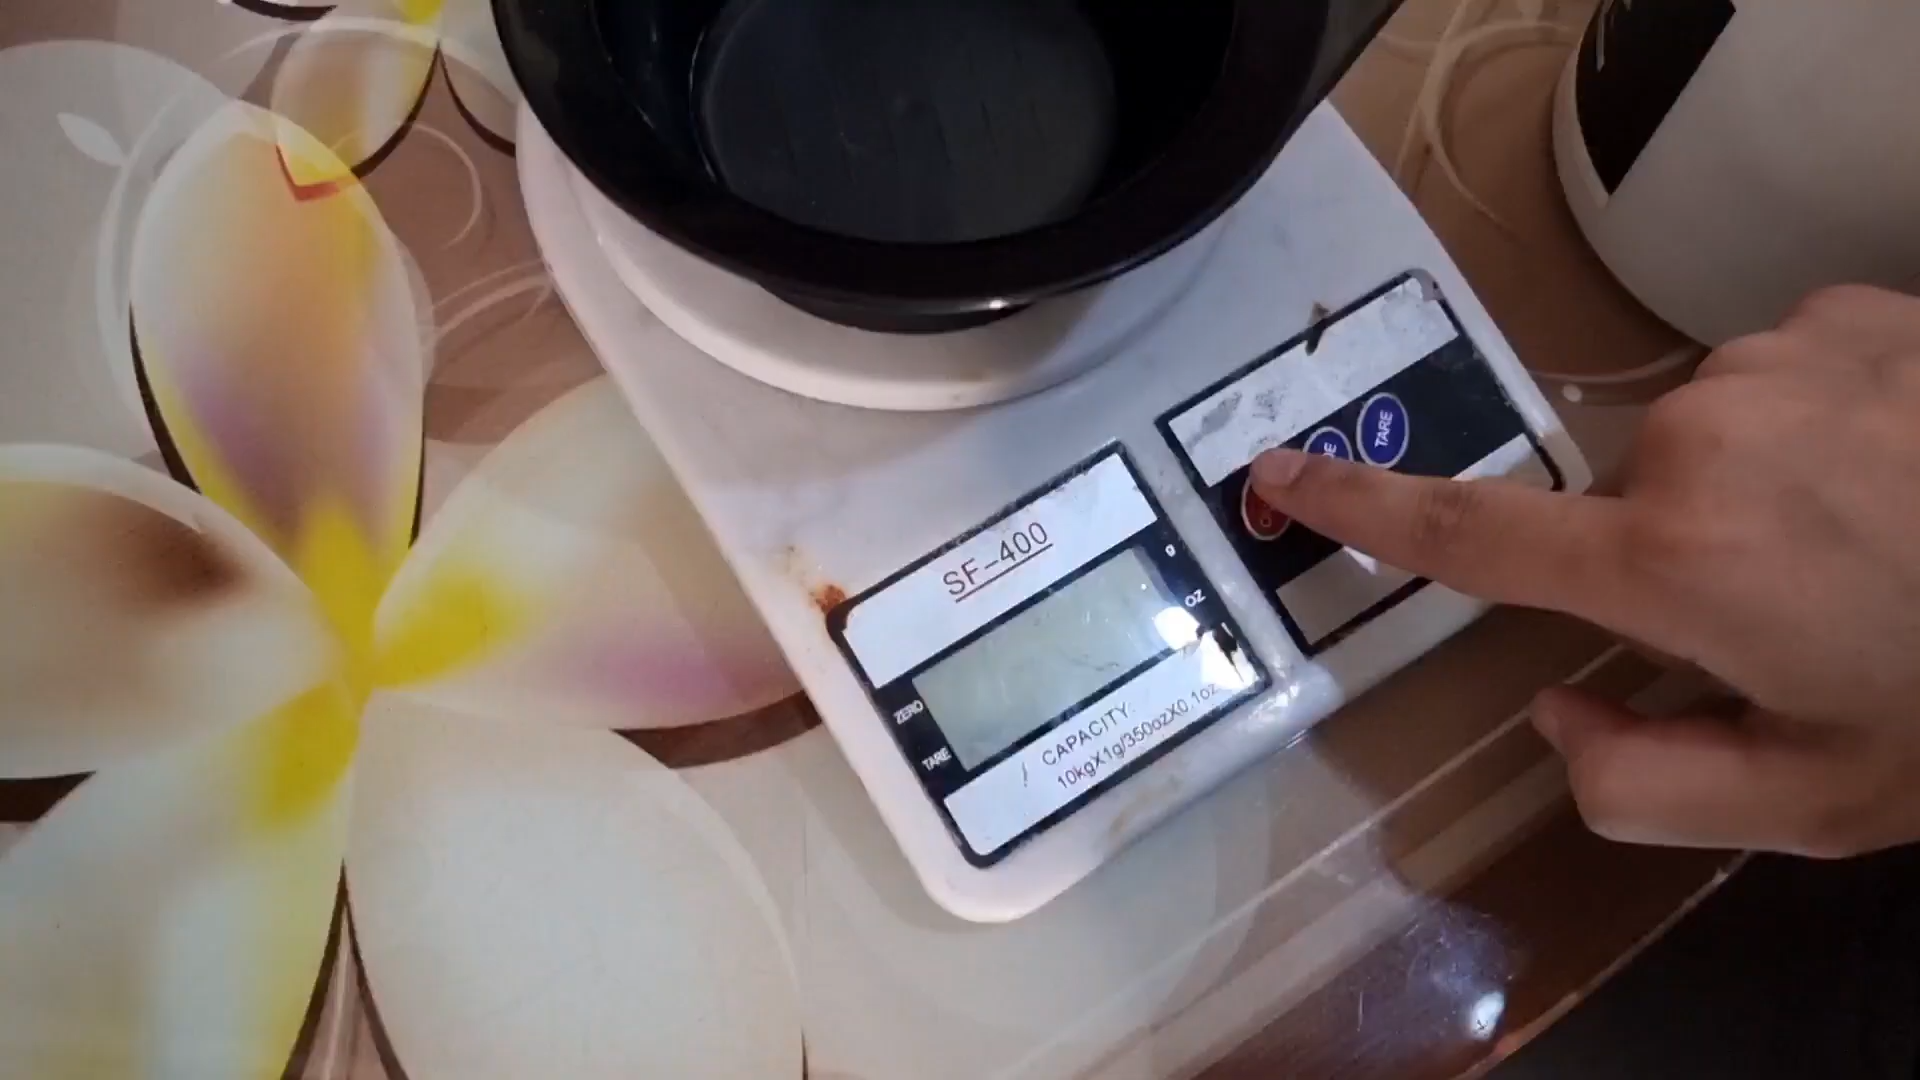 SF-400
g
oz
ZERO
TARE
CAPACITY:
10kgX1g/350ozX0.1oz
TARE